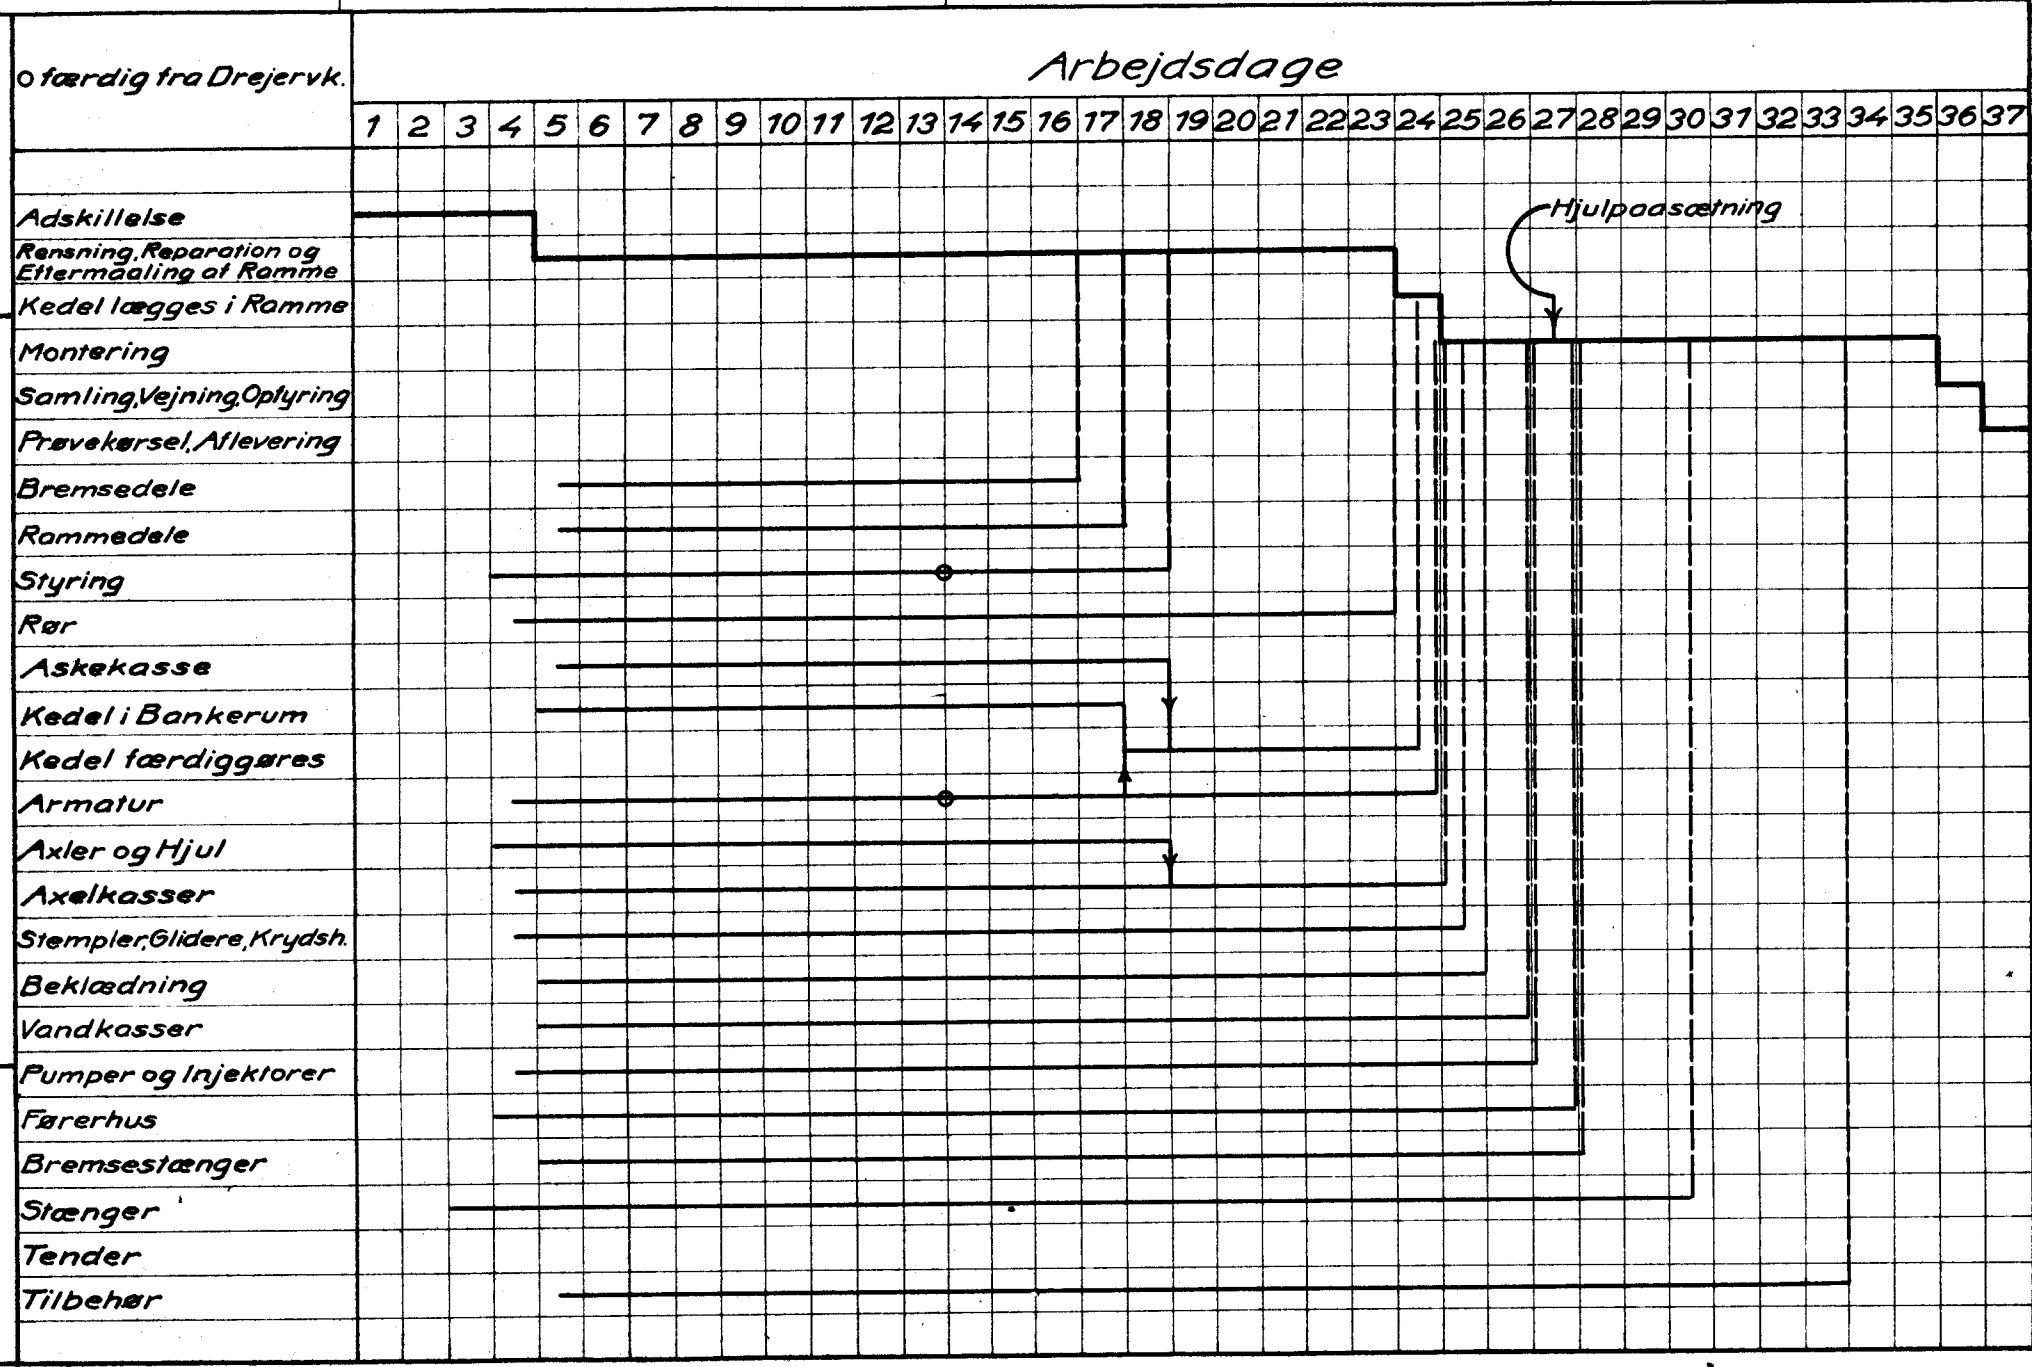 o færdig fra Drejervk.
Arbejdsdage
1 2 3 4 5 6 7 8 9 10 11 12 13 14 15 16 17 18 19 20 21 22 23 24 25 26 27 28 29 30 31 32 33 34 35 36 37
Adskillelse
Hjulpaasætning
Rensning, Reparation og
Eftermaaling af Ramme
Kedel lægges i Ramme
Montering
Samling, Vejning, Opfyring
Prøvekørsel, Aflevering
Bremsedele
Rammedele
Styring
Rør
Askekasse
Kedel i Bankerum
Kedel færdiggøres
Armatur
Axler og Hjul
Axelkasser
Stempler, Glidere, Krydsh.
Beklædning
Vandkasser
Pumper og Injektorer
Førerhus
Bremsestænger
Stænger
Tender
Tilbehør